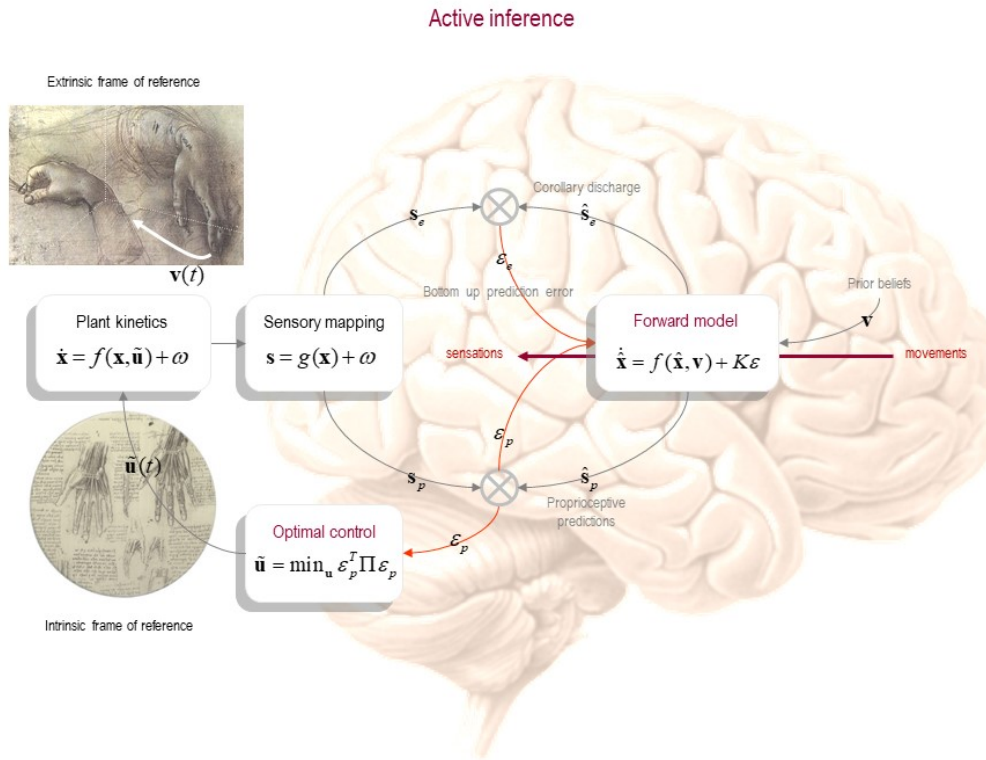 Active inference
Extrinsic frame of reference
Corollary discharge
s_e
ŝ_e
v(t)
ε_e
Bottom up prediction error
Prior beliefs
v
Plant kinetics
ẋ = f(x, ũ) + ω
Sensory mapping
s = g(x) + ω
sensations
Forward model
x̂̇ = f(x̂, v) + Kε
movements
ε_p
ũ(t)
s_p
ŝ_p
Proprioceptive
predictions
Optimal control
ũ = min_u ε_p^T Π ε_p
ε_p
Intrinsic frame of reference